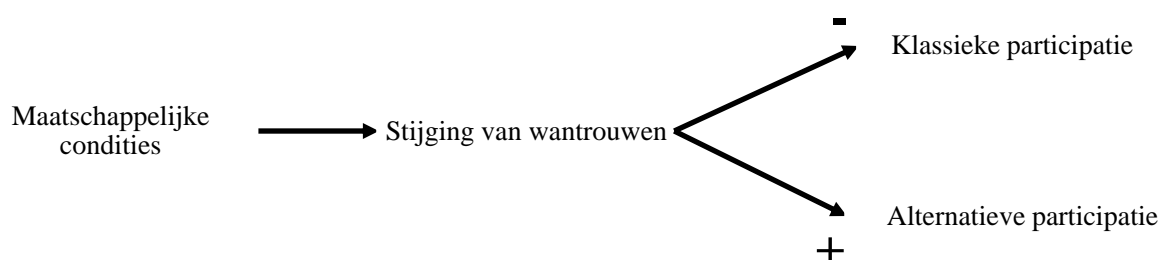 -
Klassieke participatie
Maatschappelijke
condities
Stijging van wantrouwen
Alternatieve participatie
+